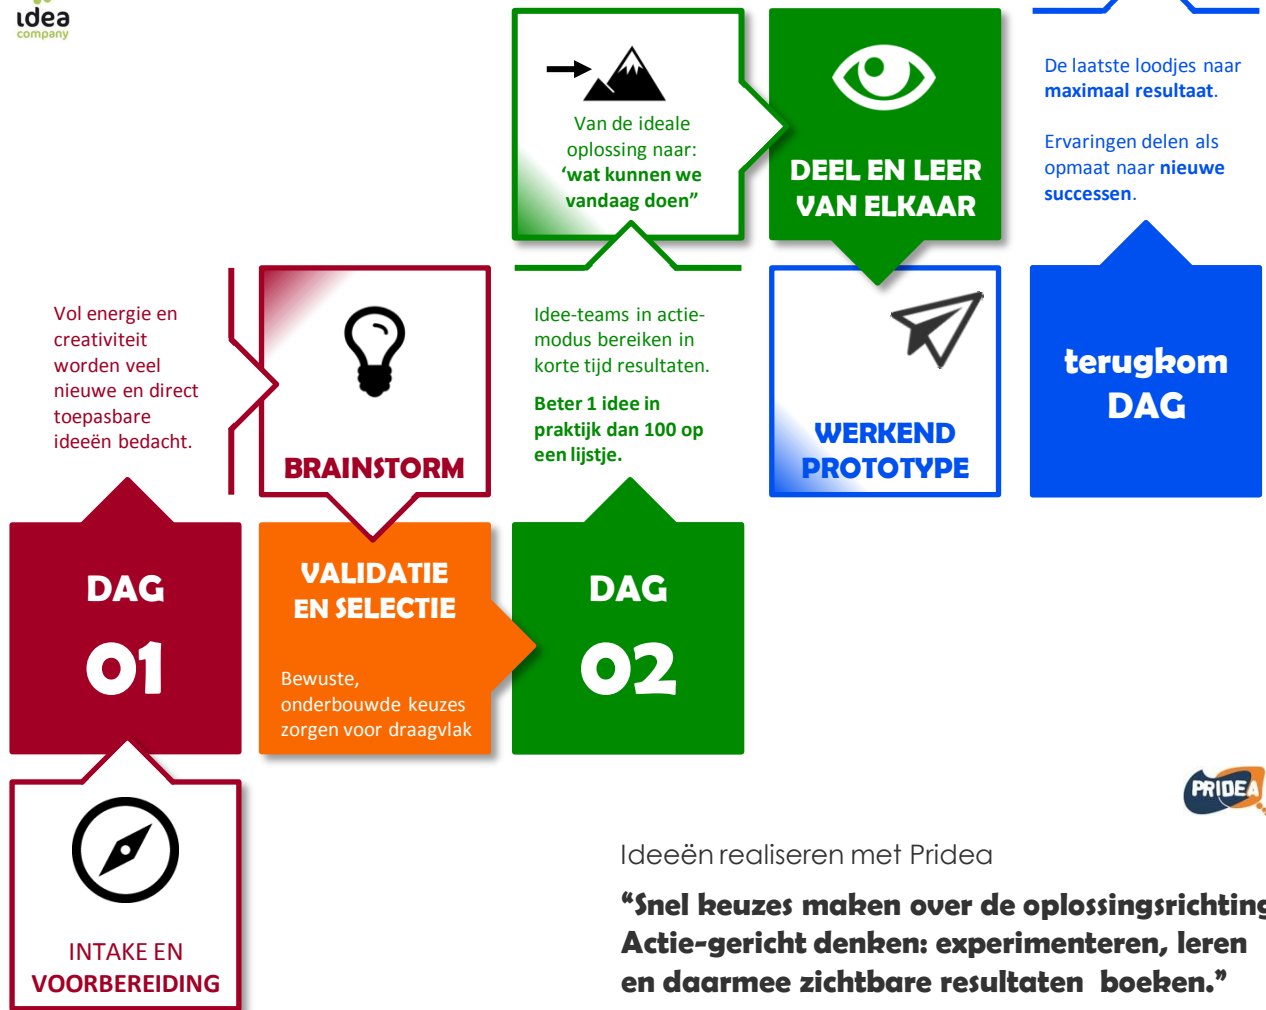 idea
company
Van de ideale
oplossing naar:
‘wat kunnen we
vandaag doen”
DEEL EN LEER
VAN ELKAAR
De laatste loodjes naar
maximaal resultaat.
Ervaringen delen als
opmaat naar nieuwe
successen.
Vol energie en
creativiteit
worden veel
nieuwe en direct
toepasbare
ideeën bedacht.
BRAINSTORM
Idee-teams in actie-
modus bereiken in
korte tijd resultaten.
Beter 1 idee in
praktijk dan 100 op
een lijstje.
WERKEND
PROTOTYPE
terugkom
DAG
DAG
01
VALIDATIE
EN SELECTIE
Bewuste,
onderbouwde keuzes
zorgen voor draagvlak
DAG
02
INTAKE EN
VOORBEREIDING
PRIDEA
Ideeën realiseren met Pridea
“Snel keuzes maken over de oplossingsrichting
Actie-gericht denken: experimenteren, leren
en daarmee zichtbare resultaten boeken.”